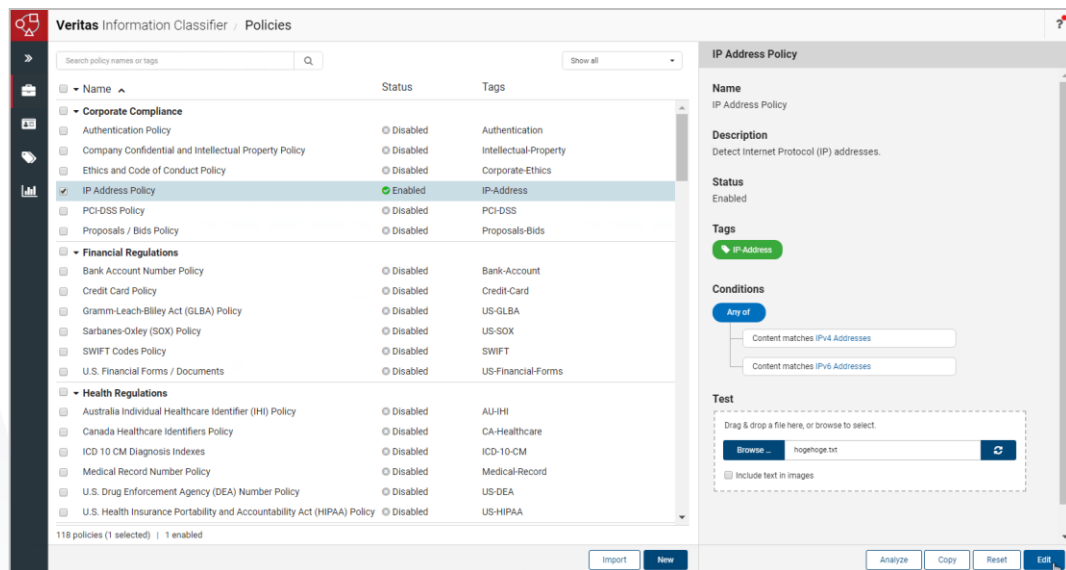 Veritas Information Classifier / Policies
?
Search policy names or tags
Show all
Name
Status
Tags
Corporate Compliance
Authentication Policy Disabled Authentication
Company Confidential and Intellectual Property Policy Disabled Intellectual-Property
Ethics and Code of Conduct Policy Disabled Corporate-Ethics
IP Address Policy Enabled IP-Address
PCI-DSS Policy Disabled PCI-DSS
Proposals / Bids Policy Disabled Proposals-Bids
Financial Regulations
Bank Account Number Policy Disabled Bank-Account
Credit Card Policy Disabled Credit-Card
Gramm-Leach-Bliley Act (GLBA) Policy Disabled US-GLBA
Sarbanes-Oxley (SOX) Policy Disabled US-SOX
SWIFT Codes Policy Disabled SWIFT
U.S. Financial Forms / Documents Disabled US-Financial-Forms
Health Regulations
Australia Individual Healthcare Identifier (IHI) Policy Disabled AU-IHI
Canada Healthcare Identifiers Policy Disabled CA-Healthcare
ICD 10 CM Diagnosis Indexes Disabled ICD-10-CM
Medical Record Number Policy Disabled Medical-Record
U.S. Drug Enforcement Agency (DEA) Number Policy Disabled US-DEA
U.S. Health Insurance Portability and Accountability Act (HIPAA) Policy Disabled US-HIPAA
118 policies (1 selected) | 1 enabled
Import
New
IP Address Policy
Name
IP Address Policy
Description
Detect Internet Protocol (IP) addresses.
Status
Enabled
Tags
IP-Address
Conditions
Any of
Content matches IPv4 Addresses
Content matches IPv6 Addresses
Test
Drag & drop a file here, or browse to select.
Browse ... hogehoge.txt
Include text in images
Analyze
Copy
Reset
Edit